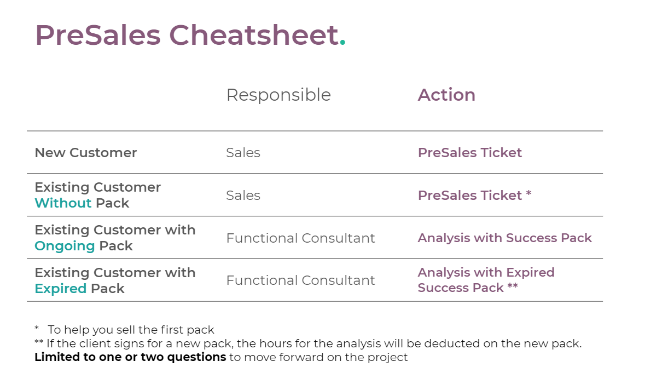 PreSales Cheatsheet.
Responsible Action
New Customer Sales PreSales Ticket
Existing Customer
Without Pack Sales PreSales Ticket *
Existing Customer with
Ongoing Pack Functional Consultant Analysis with Success Pack
Existing Customer with
Expired Pack Functional Consultant Analysis with Expired
Success Pack **
* To help you sell the first pack
** If the client signs for a new pack, the hours for the analysis will be deducted on the new pack.
Limited to one or two questions to move forward on the project